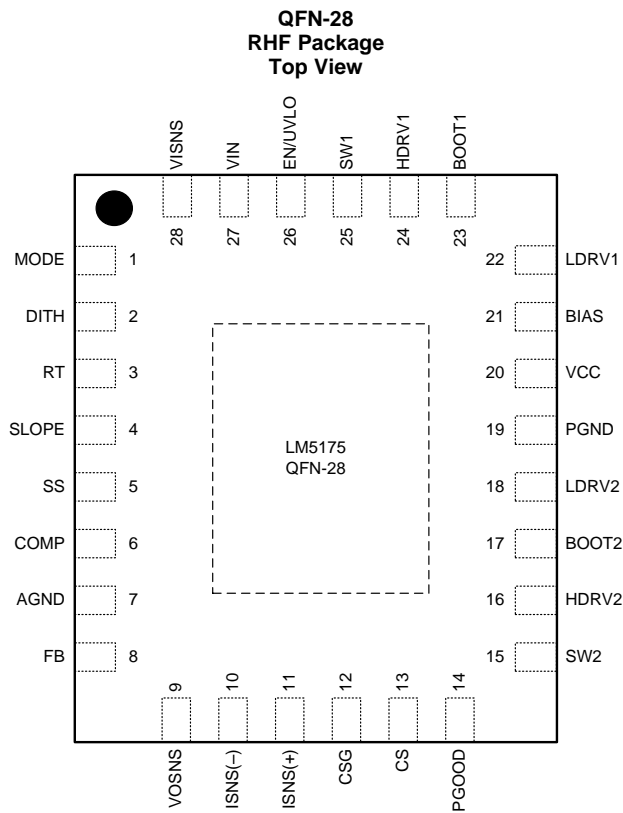 QFN-28
RHF Package
Top View
VISNS
VIN
EN/UVLO
SW1
HDRV1
BOOT1
28
27
26
25
24
23
MODE 1
DITH 2
RT 3
SLOPE 4
SS 5
COMP 6
AGND 7
FB 8
LM5175
QFN-28
22 LDRV1
21 BIAS
20 VCC
19 PGND
18 LDRV2
17 BOOT2
16 HDRV2
15 SW2
9
10
11
12
13
14
VOSNS
ISNS(–)
ISNS(+)
CSG
CS
PGOOD